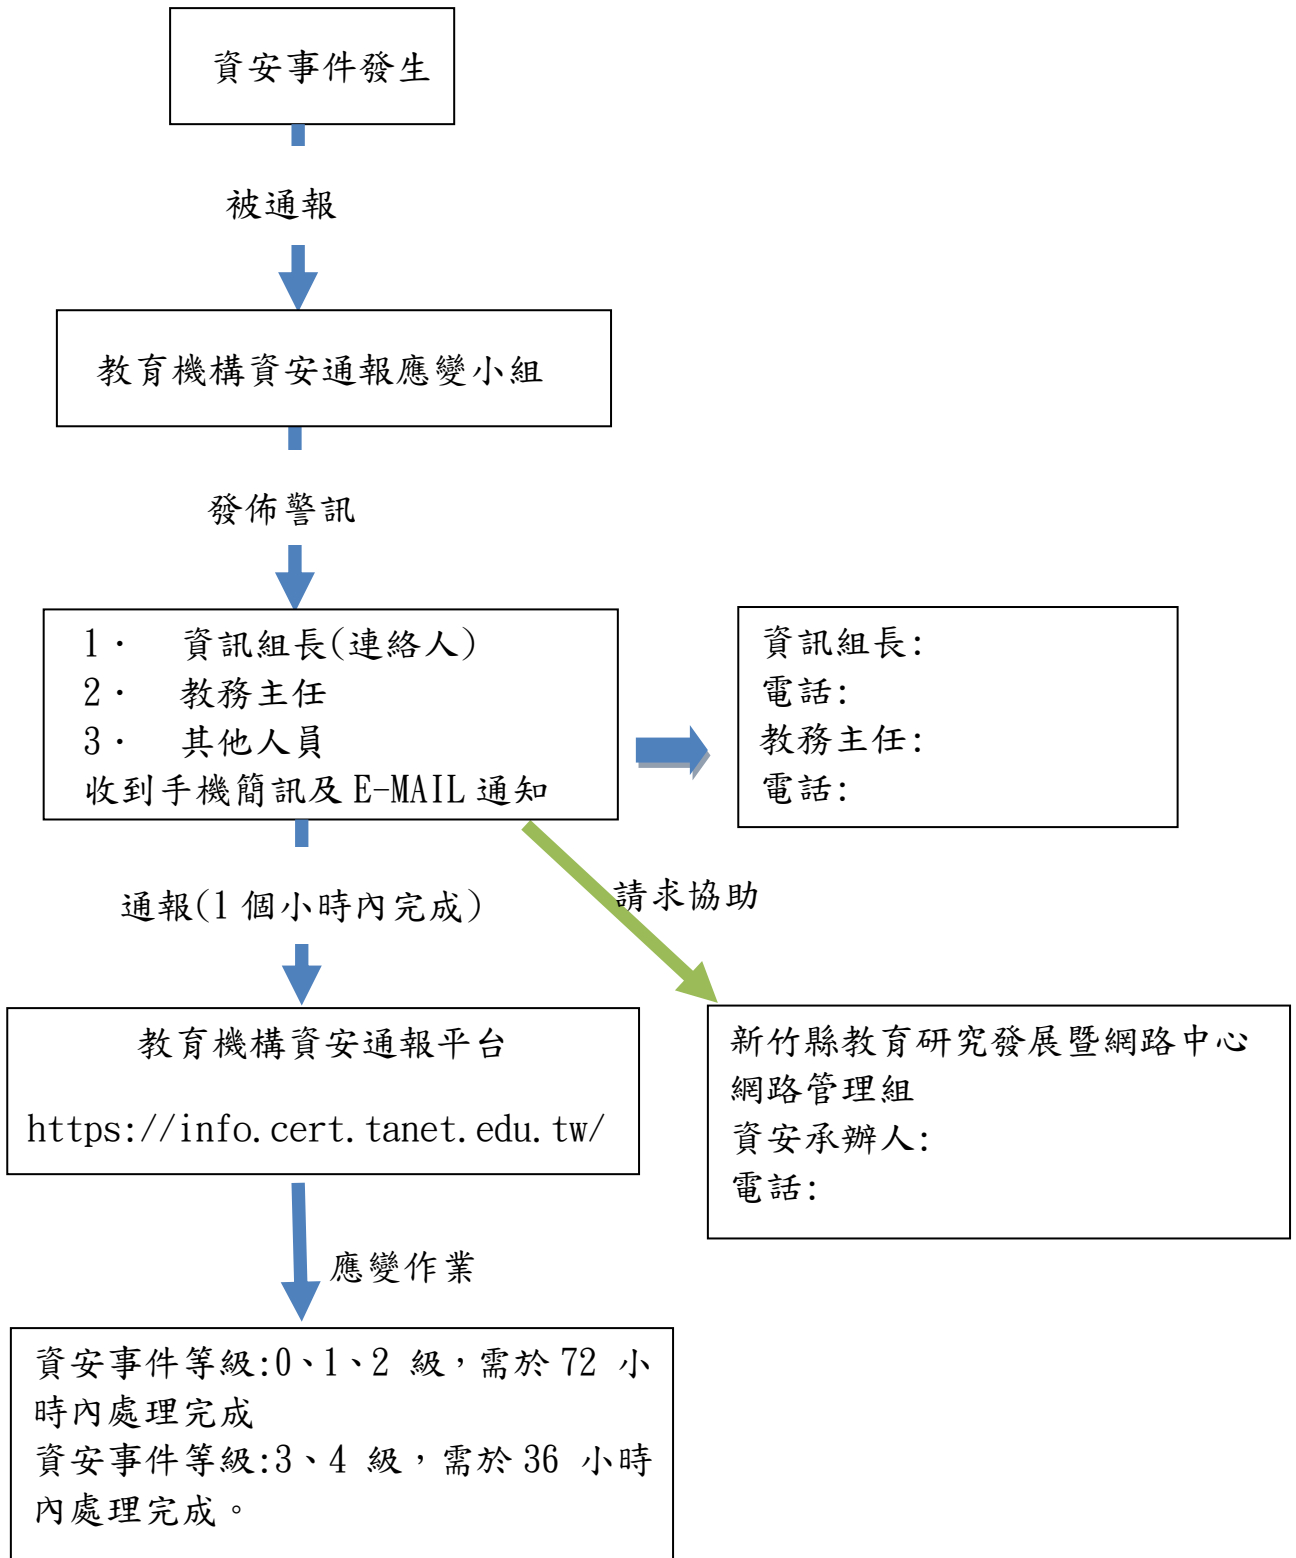 資安事件發生
被通報
教育機構資安通報應變小組
發佈警訊
1. 資訊組長(連絡人)
2. 教務主任
3. 其他人員
收到手機簡訊及 E-MAIL 通知
資訊組長:
電話:
教務主任:
電話:
通報(1 個小時內完成)
請求協助
教育機構資安通報平台
https://info.cert.tanet.edu.tw/
新竹縣教育研究發展暨網路中心
網路管理組
資安承辦人:
電話:
應變作業
資安事件等級:0、1、2 級，需於 72 小
時內處理完成
資安事件等級:3、4 級，需於 36 小時
內處理完成。